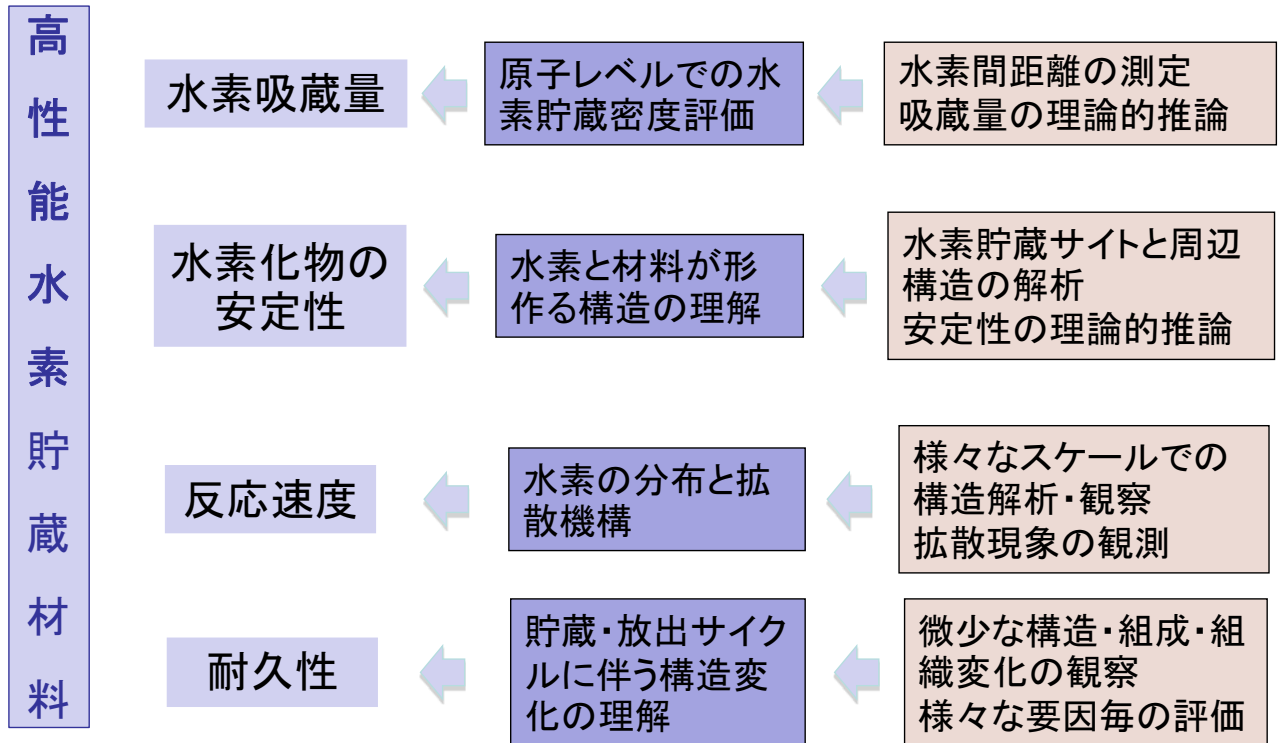 高性能水素貯蔵材料
水素吸蔵量
原子レベルでの水
素貯蔵密度評価
水素間距離の測定
吸蔵量の理論的推論
水素化物の
安定性
水素と材料が形
作る構造の理解
水素貯蔵サイトと周辺
構造の解析
安定性の理論的推論
反応速度
水素の分布と拡
散機構
様々なスケールでの
構造解析・観察
拡散現象の観測
耐久性
貯蔵・放出サイク
ルに伴う構造変
化の理解
微少な構造・組成・組
織変化の観察
様々な要因毎の評価